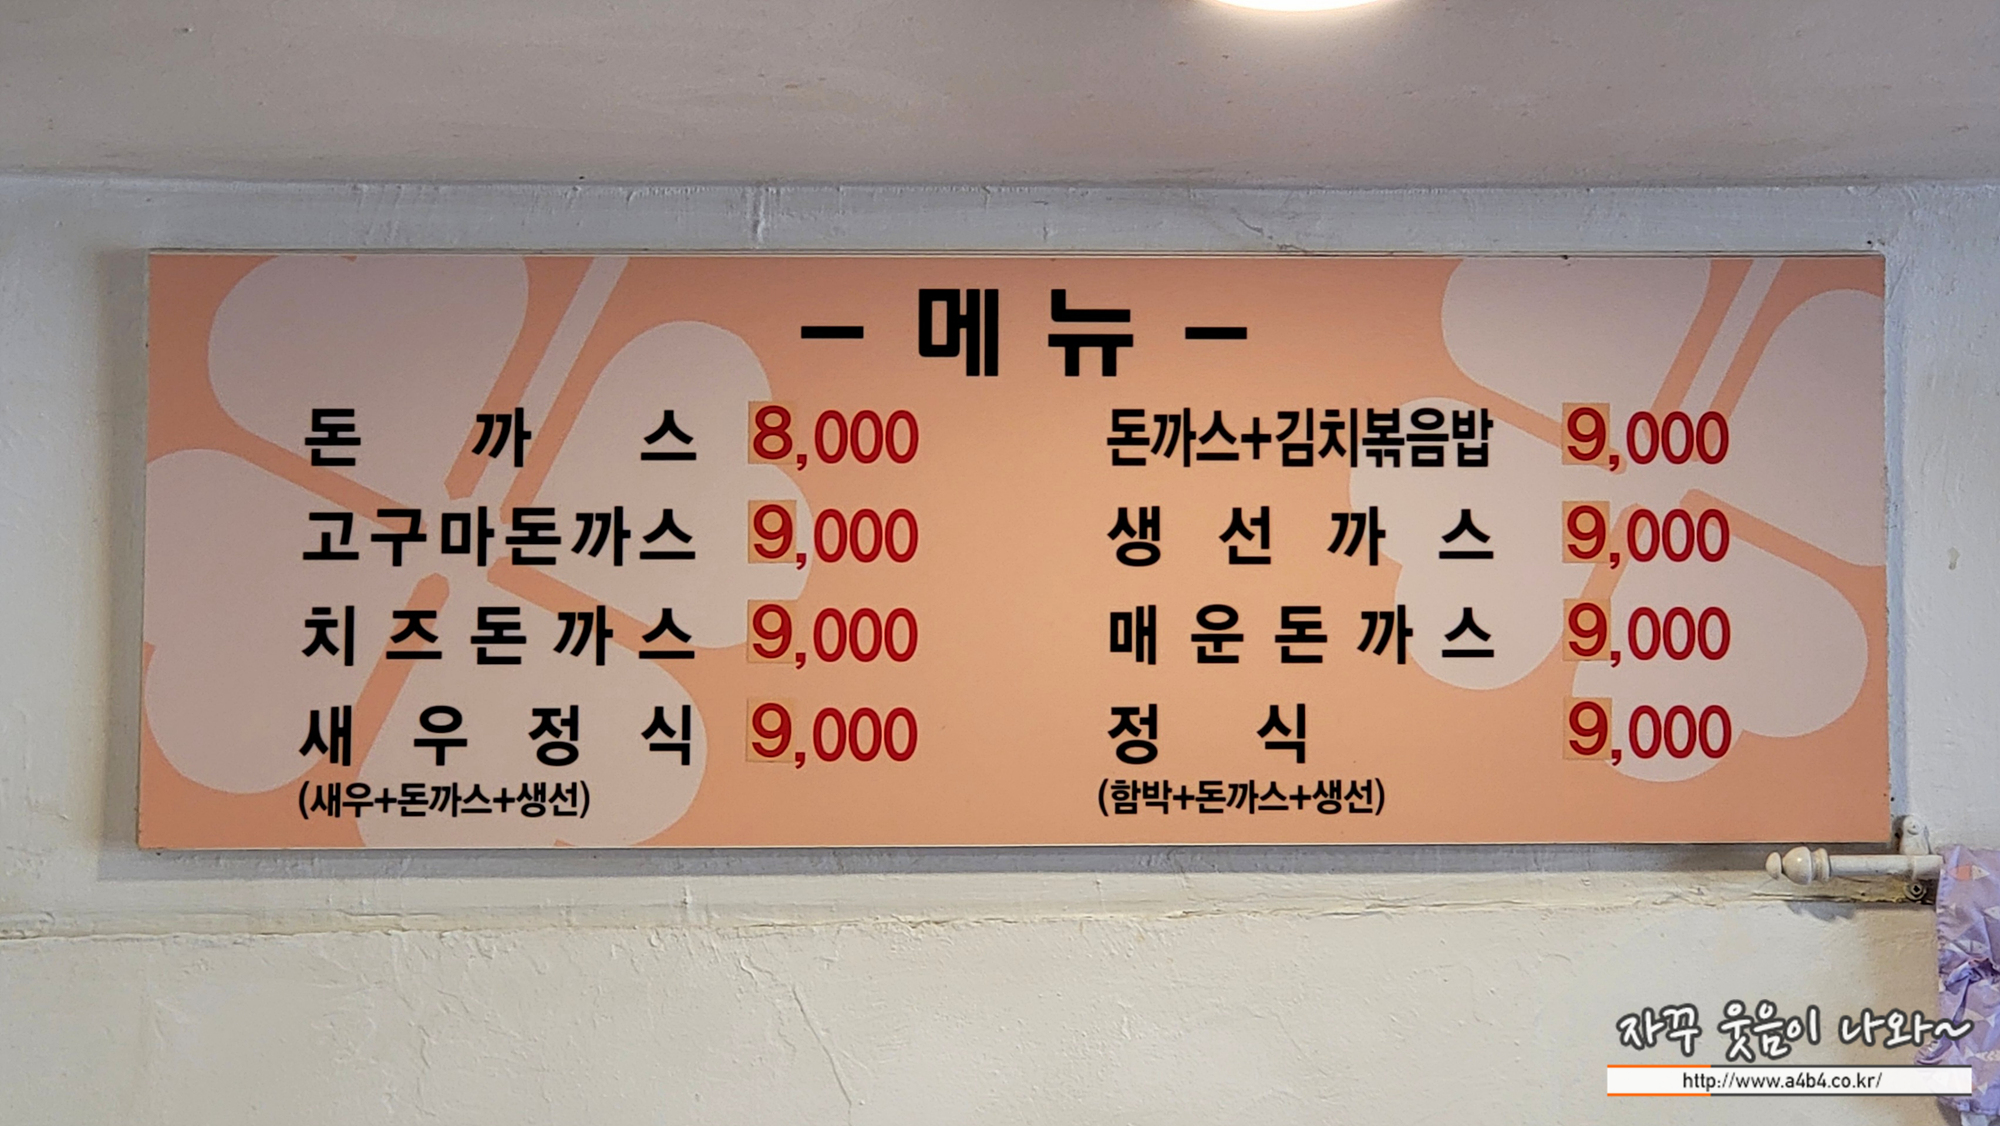 - 메뉴 -
돈까스 8,000
고구마돈까스 9,000
치즈돈까스 9,000
새우정식 9,000
(새우+돈까스+생선)
돈까스+김치볶음밥 9,000
생선까스 9,000
매운돈까스 9,000
정식 9,000
(함박+돈까스+생선)
자꾸 웃음이 나와~
http://www.a4b4.co.kr/